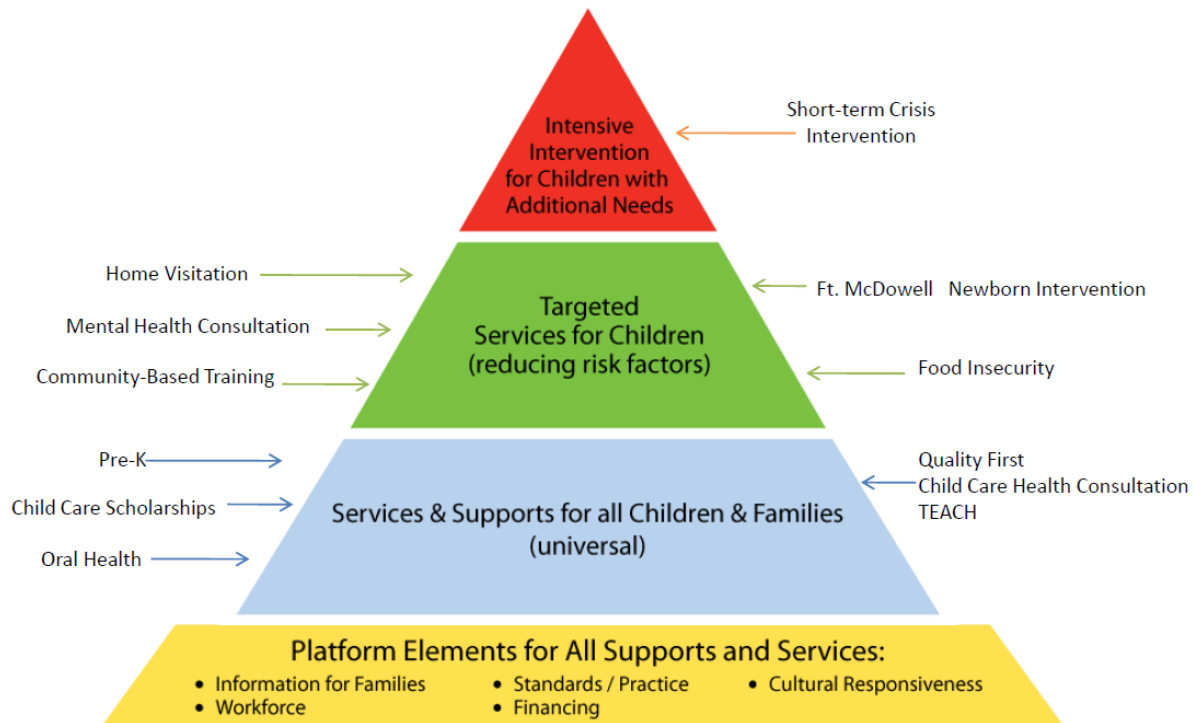 Short-term Crisis
Intervention
Intensive
Intervention
for Children with
Additional Needs
Home Visitation
Mental Health Consultation
Community-Based Training
Targeted
Services for Children
(reducing risk factors)
Ft. McDowell   Newborn Intervention
Food Insecurity
Pre-K
Child Care Scholarships
Oral Health
Services & Supports for all Children & Families
(universal)
Quality First
Child Care Health Consultation
TEACH
Platform Elements for All Supports and Services:
• Information for Families
• Workforce
• Standards / Practice
• Financing
• Cultural Responsiveness